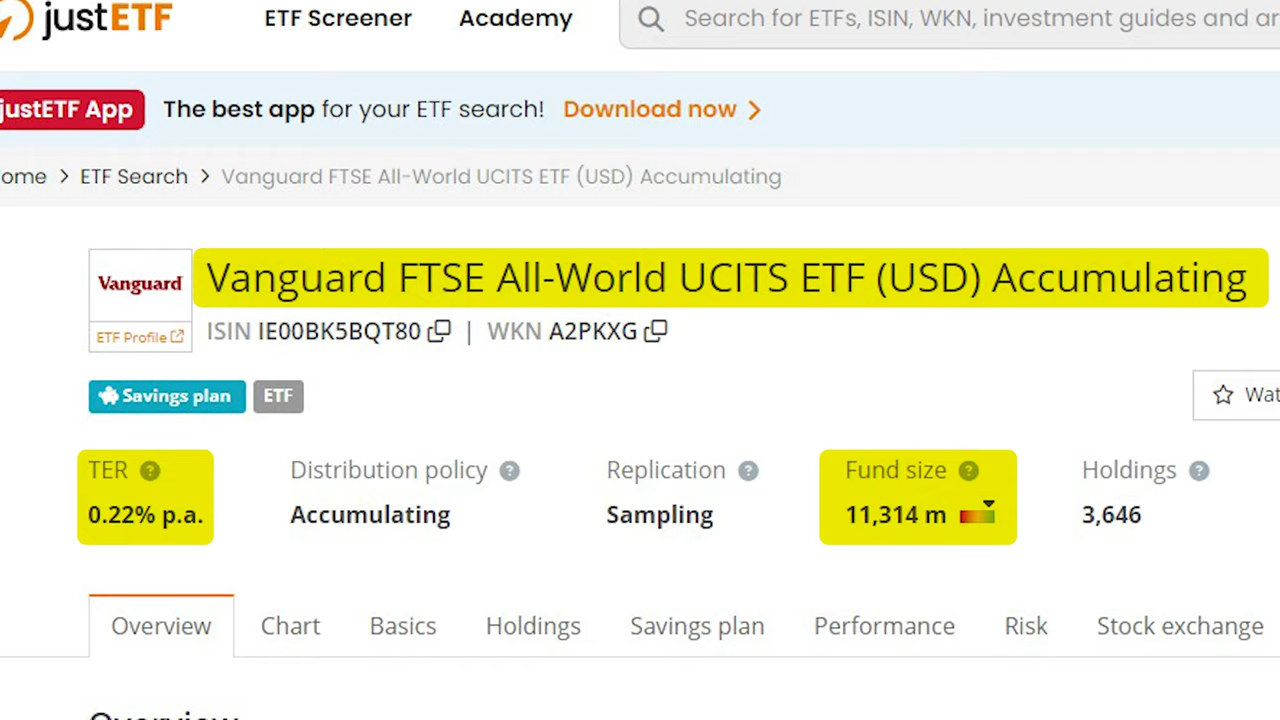 justETF
ETF Screener
Academy
Search for ETFs, ISIN, WKN, investment guides and
justETF App
The best app for your ETF search!
Download now
ETF Search > Vanguard FTSE All-World UCITS ETF (USD) Accumulating
Vanguard
ETF Profile
Vanguard FTSE All-World UCITS ETF (USD) Accumulating
ISIN IE00BK5BQT80 | WKN A2PKXG
Savings plan
ETF
TER
0.22% p.a.
Distribution policy
Accumulating
Replication
Sampling
Fund size
11,314 m
Holdings
3,646
Overview
Chart
Basics
Holdings
Savings plan
Performance
Risk
Stock exchange
Overview